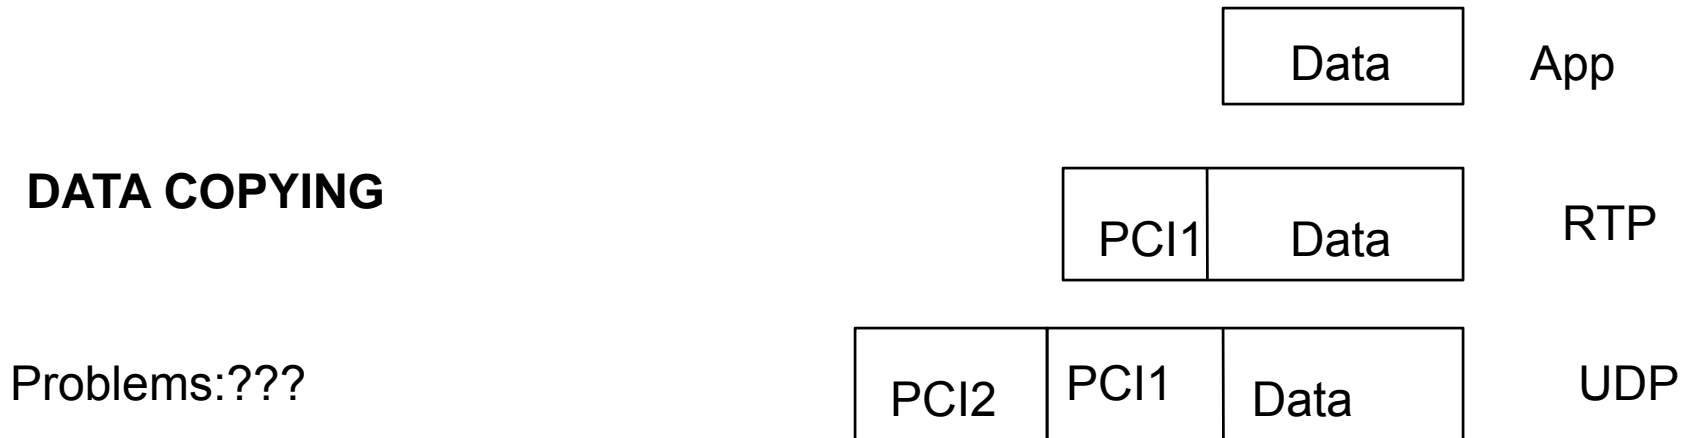 Data App
DATA COPYING
PCI1 Data RTP
Problems:???
PCI2 PCI1 Data UDP